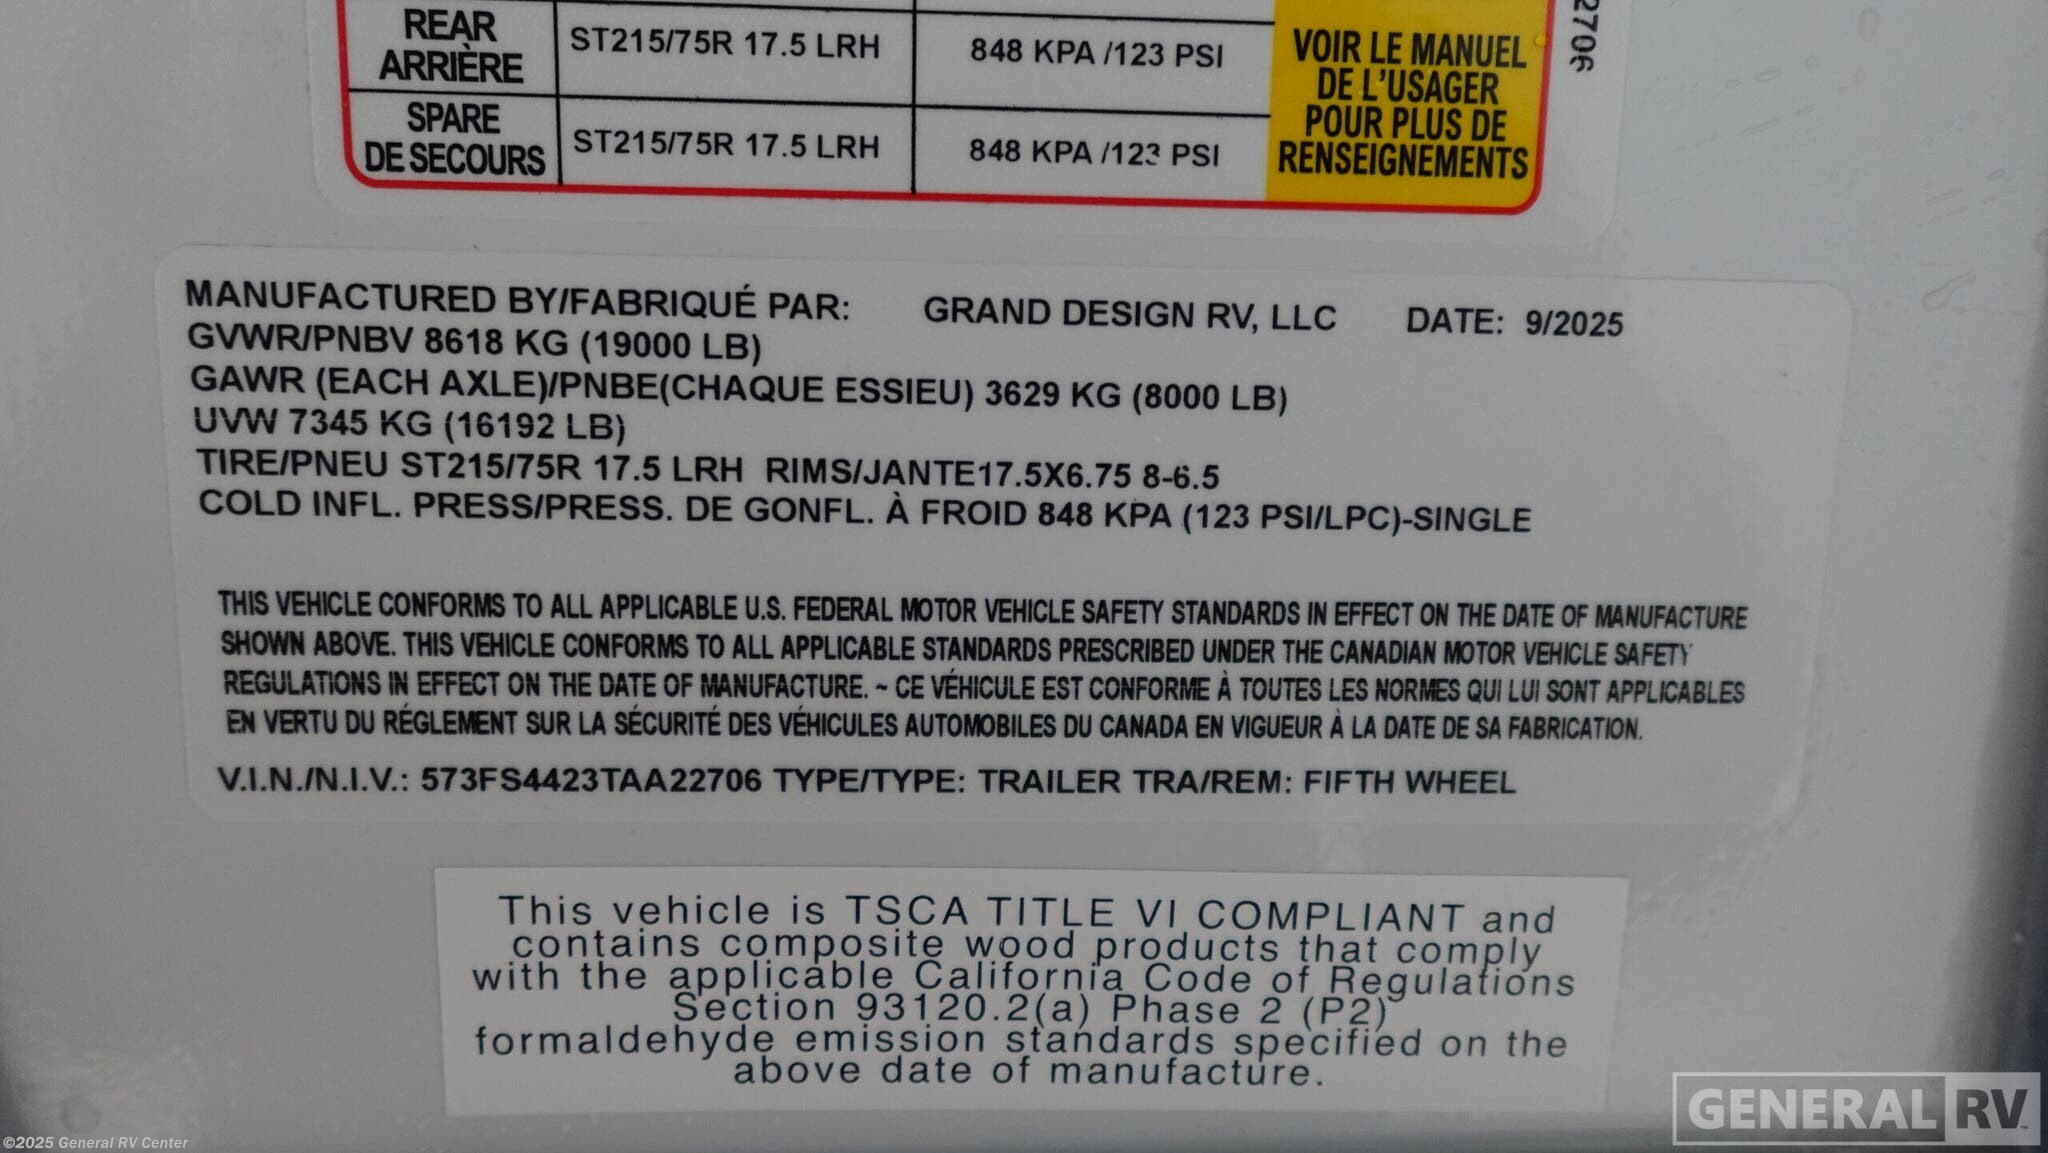 REAR
ARRIÈRE
ST215/75R 17.5 LRH
848 KPA /123 PSI
SPARE
DE SECOURS
ST215/75R 17.5 LRH
848 KPA /123 PSI
VOIR LE MANUEL
DE L'USAGER
POUR PLUS DE
RENSEIGNEMENTS
22706
MANUFACTURED BY/FABRIQUÉ PAR: GRAND DESIGN RV, LLC DATE: 9/2025
GVWR/PNBV 8618 KG (19000 LB)
GAWR (EACH AXLE)/PNBE(CHAQUE ESSIEU) 3629 KG (8000 LB)
UVW 7345 KG (16192 LB)
TIRE/PNEU ST215/75R 17.5 LRH RIMS/JANTE17.5X6.75 8-6.5
COLD INFL. PRESS/PRESS. DE GONFL. À FROID 848 KPA (123 PSI/LPC)-SINGLE
THIS VEHICLE CONFORMS TO ALL APPLICABLE U.S. FEDERAL MOTOR VEHICLE SAFETY STANDARDS IN EFFECT ON THE DATE OF MANUFACTURE
SHOWN ABOVE. THIS VEHICLE CONFORMS TO ALL APPLICABLE STANDARDS PRESCRIBED UNDER THE CANADIAN MOTOR VEHICLE SAFETY
REGULATIONS IN EFFECT ON THE DATE OF MANUFACTURE. ~ CE VÉHICULE EST CONFORME À TOUTES LES NORMES QUI LUI SONT APPLICABLES
EN VERTU DU RÉGLEMENT SUR LA SÉCURITÉ DES VÉHICULES AUTOMOBILES DU CANADA EN VIGUEUR À LA DATE DE SA FABRICATION.
V.I.N./N.I.V.: 573FS4423TAA22706 TYPE/TYPE: TRAILER TRA/REM: FIFTH WHEEL
This vehicle is TSCA TITLE VI COMPLIANT and
contains composite wood products that comply
with the applicable California Code of Regulations
Section 93120.2(a) Phase 2 (P2)
formaldehyde emission standards specified on the
above date of manufacture.
GENERAL RV
©2025 General RV Center